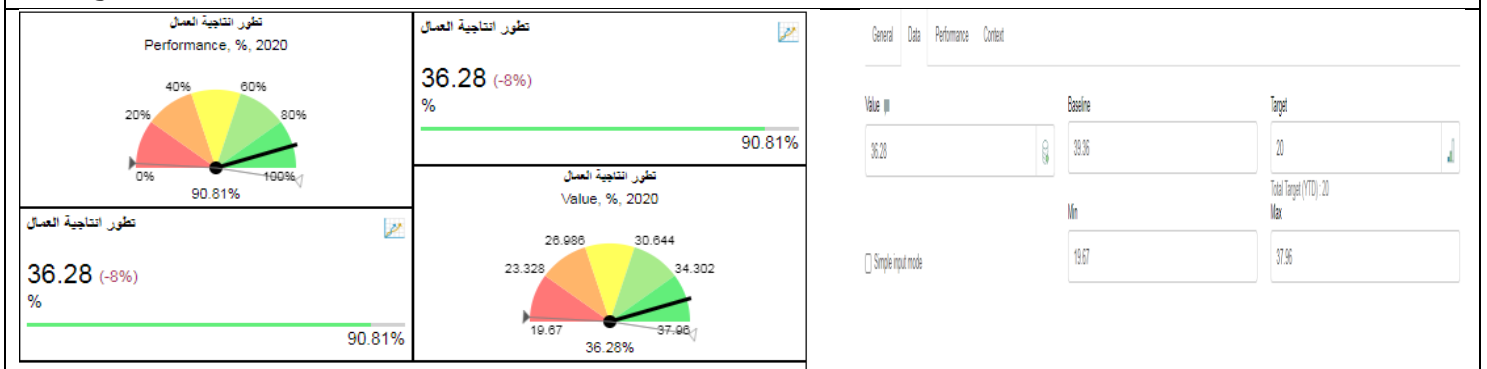 تطور انتاجية العمال
Performance, %, 2020
40%
60%
20%
80%
0%
100%
90.81%
تطور انتاجية العمال
36.28 (-8%)
%
90.81%
تطور انتاجية العمال
36.28 (-8%)
%
90.81%
تطور انتاجية العمال
Value, %, 2020
26.986
30.644
23.328
34.302
19.67
37.96
36.28%
General Data Performance Context
Value Baseline Target
36.28 39.36 20
Total Target (YTD) : 20
Min Max
Simple input mode 19.67 37.96